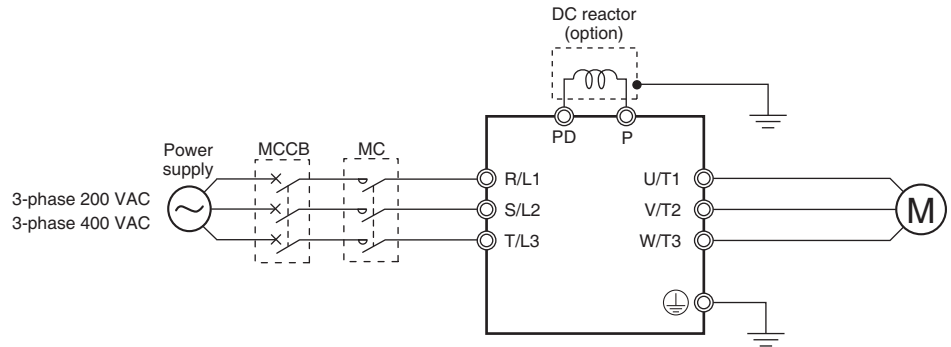 DC reactor
(option)
PD
P
Power
supply
MCCB
MC
3-phase 200 VAC
3-phase 400 VAC
R/L1
S/L2
T/L3
U/T1
V/T2
W/T3
M